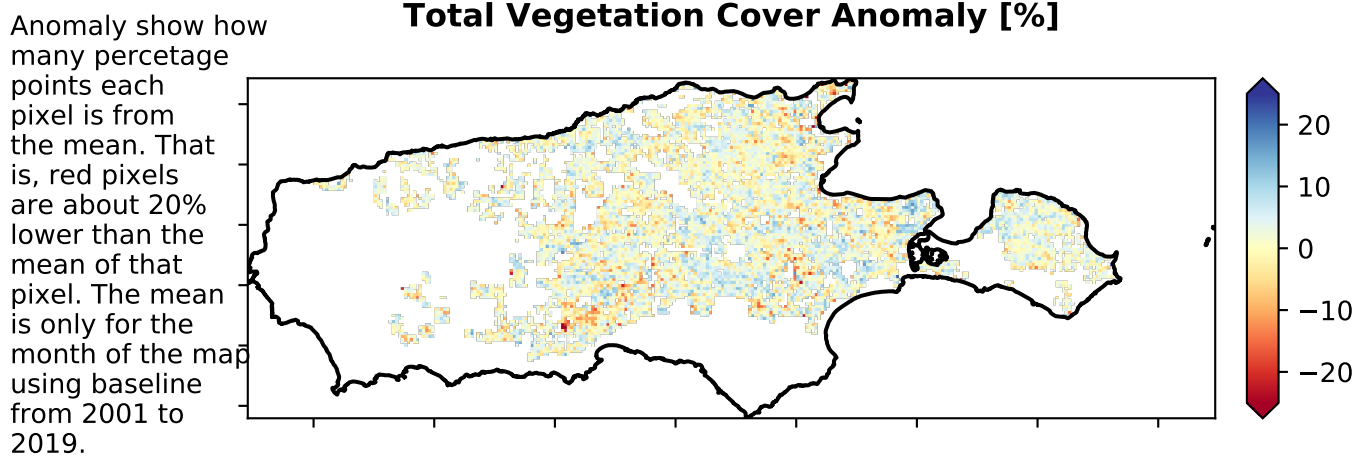 Total Vegetation Cover Anomaly [%]
Anomaly show how
many percetage
points each
pixel is from
the mean. That
is, red pixels
are about 20%
lower than the
mean of that
pixel. The mean
is only for the
month of the map
using baseline
from 2001 to
2019.
20
10
0
−10
−20